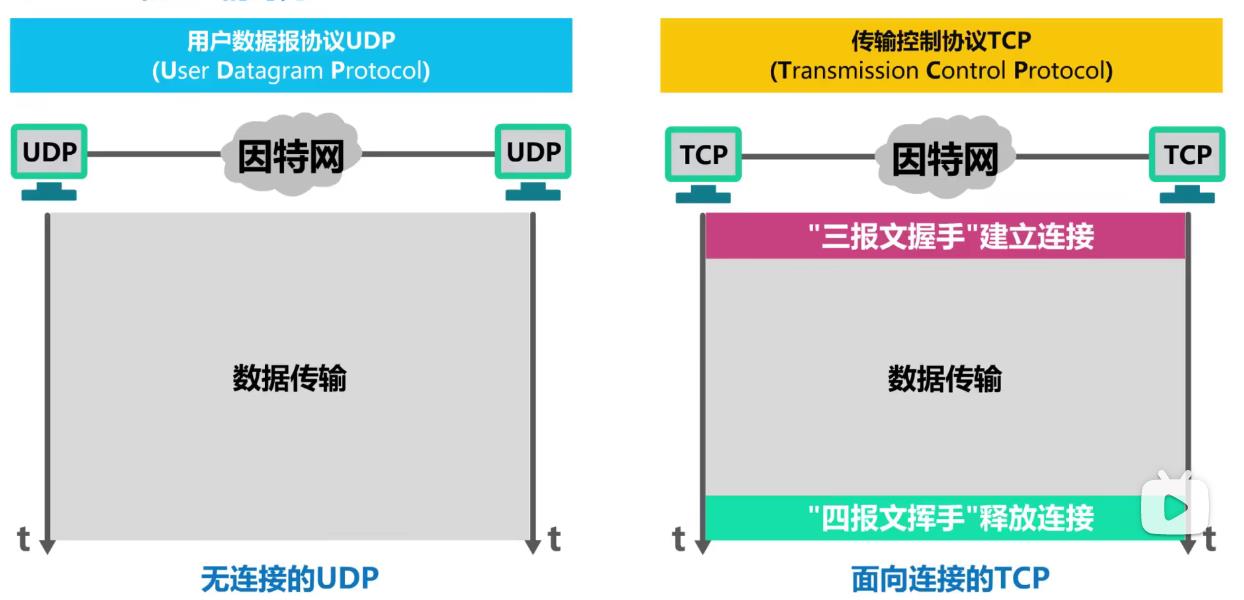 用户数据报协议UDP
(User Datagram Protocol)
UDP
因特网
UDP
数据传输
t
t
无连接的UDP
传输控制协议TCP
(Transmission Control Protocol)
TCP
因特网
TCP
"三报文握手"建立连接
数据传输
"四报文挥手"释放连接
t
t
面向连接的TCP